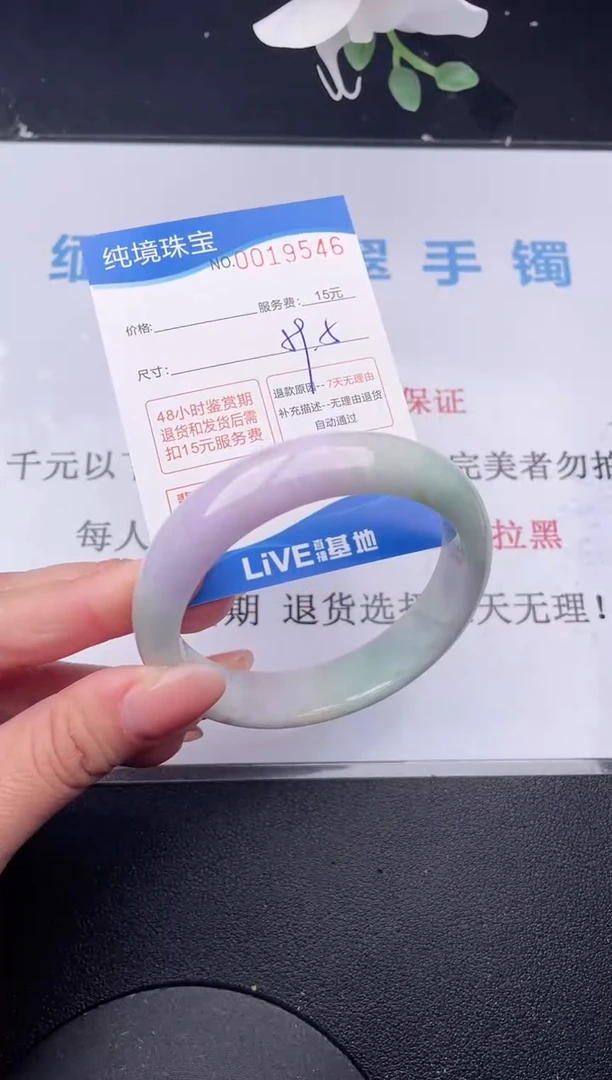 纯境珠宝
NO.0019546
服务费: 15元
价格:
尺寸:
48小时鉴赏期
退货和发货后需
扣15元服务费
退款原因--7天无理由
补充描述--无理由退货
自动通过
LiVE直播基地
手镯
保证
千元以
完美者勿拍
每人
拉黑
期 退货选
天无理!